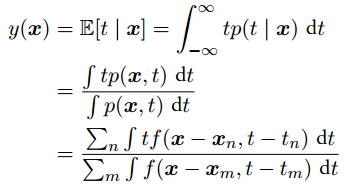 y(x) = 𝔼[t | x] = ∫_{-∞}^{∞} tp(t | x) dt
= ∫ tp(x, t) dt / ∫ p(x, t) dt
= ∑_n ∫ tf(x − x_n, t − t_n) dt / ∑_m ∫ f(x − x_m, t − t_m) dt